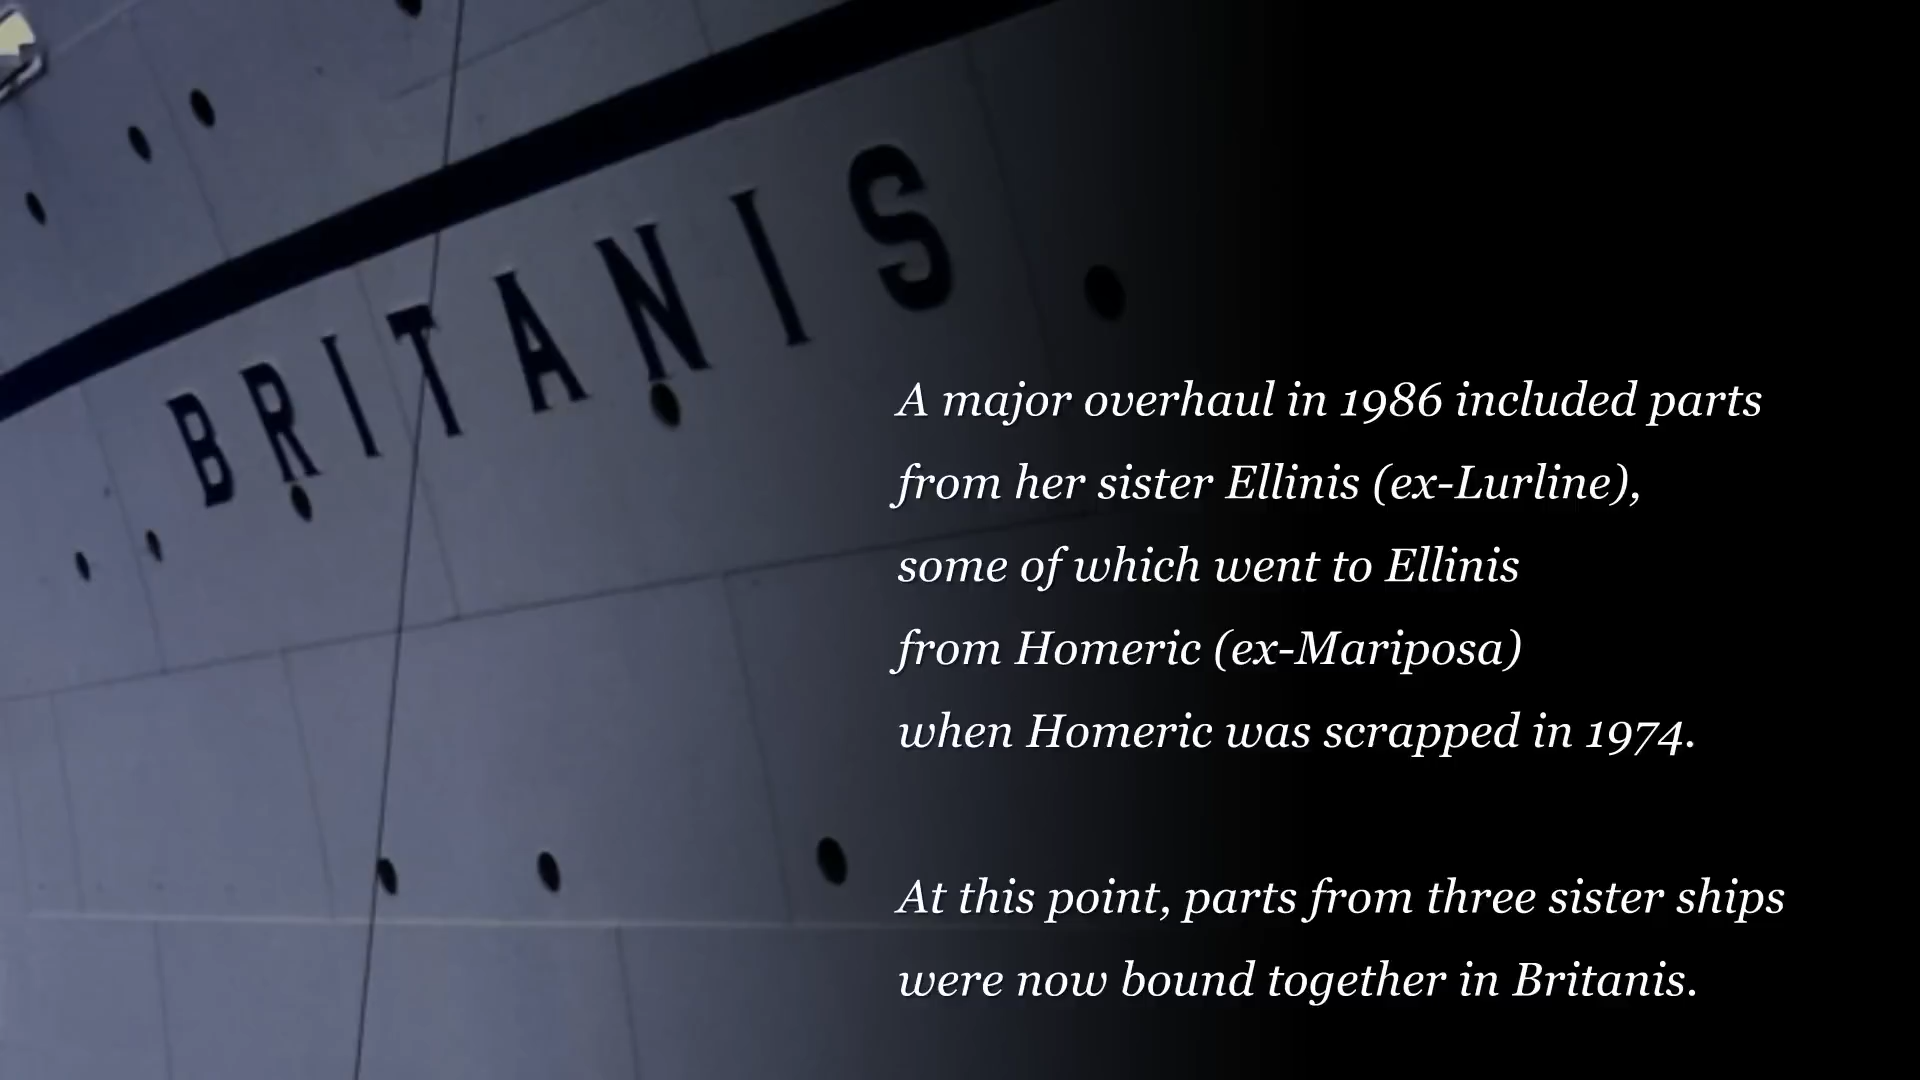 BRITANIS
A major overhaul in 1986 included parts
from her sister Ellinis (ex-Lurline),
some of which went to Ellinis
from Homeric (ex-Mariposa)
when Homeric was scrapped in 1974.
At this point, parts from three sister ships
were now bound together in Britanis.